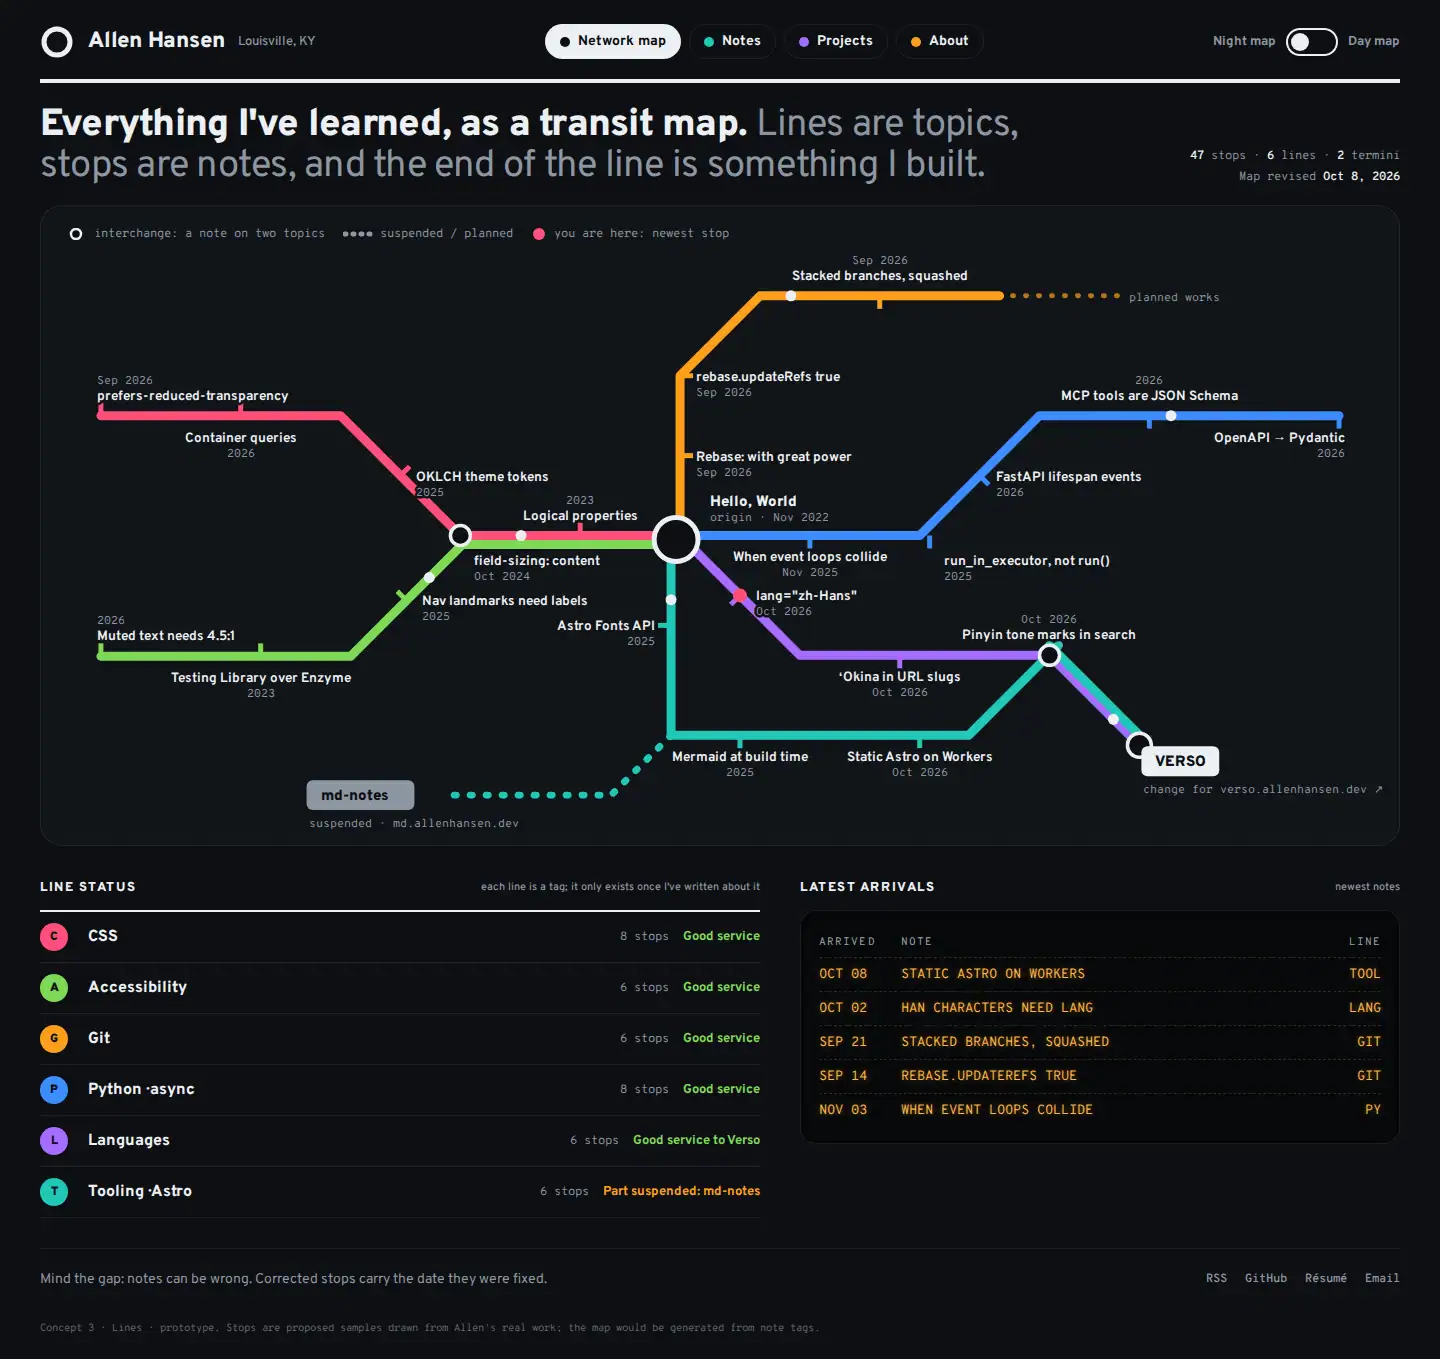 Allen Hansen Louisville, KY
Network map Notes Projects About
Night map Day map
Everything I've learned, as a transit map. Lines are topics,
stops are notes, and the end of the line is something I built.
47 stops · 6 lines · 2 termini
Map revised Oct 8, 2026
interchange: a note on two topics suspended / planned you are here: newest stop
Sep 2026
Stacked branches, squashed
planned works
rebase.updateRefs true
Sep 2026
Sep 2026
prefers-reduced-transparency
Container queries
2026
2026
MCP tools are JSON Schema
OpenAPI → Pydantic
2026
Rebase: with great power
Sep 2026
OKLCH theme tokens
2025
FastAPI lifespan events
2026
2023
Logical properties
Hello, World
origin · Nov 2022
field-sizing: content
Oct 2024
When event loops collide
Nov 2025
run_in_executor, not run()
2025
Nav landmarks need labels
2025
lang="zh-Hans"
Oct 2026
2026
Muted text needs 4.5:1
Astro Fonts API
2025
Oct 2026
Pinyin tone marks in search
Testing Library over Enzyme
2023
ʻOkina in URL slugs
Oct 2026
Mermaid at build time
2025
Static Astro on Workers
Oct 2026
VERSO
change for verso.allenhansen.dev ↗
md-notes
suspended · md.allenhansen.dev
LINE STATUS each line is a tag; it only exists once I've written about it
C CSS 8 stops Good service
A Accessibility 6 stops Good service
G Git 6 stops Good service
P Python · async 8 stops Good service
L Languages 6 stops Good service to Verso
T Tooling · Astro 6 stops Part suspended: md-notes
LATEST ARRIVALS newest notes
ARRIVED NOTE LINE
OCT 08 STATIC ASTRO ON WORKERS TOOL
OCT 02 HAN CHARACTERS NEED LANG LANG
SEP 21 STACKED BRANCHES, SQUASHED GIT
SEP 14 REBASE.UPDATEREFS TRUE GIT
NOV 03 WHEN EVENT LOOPS COLLIDE PY
Mind the gap: notes can be wrong. Corrected stops carry the date they were fixed.
RSS GitHub Résumé Email
Concept 3 · Lines · prototype. Stops are proposed samples drawn from Allen's real work; the map would be generated from note tags.